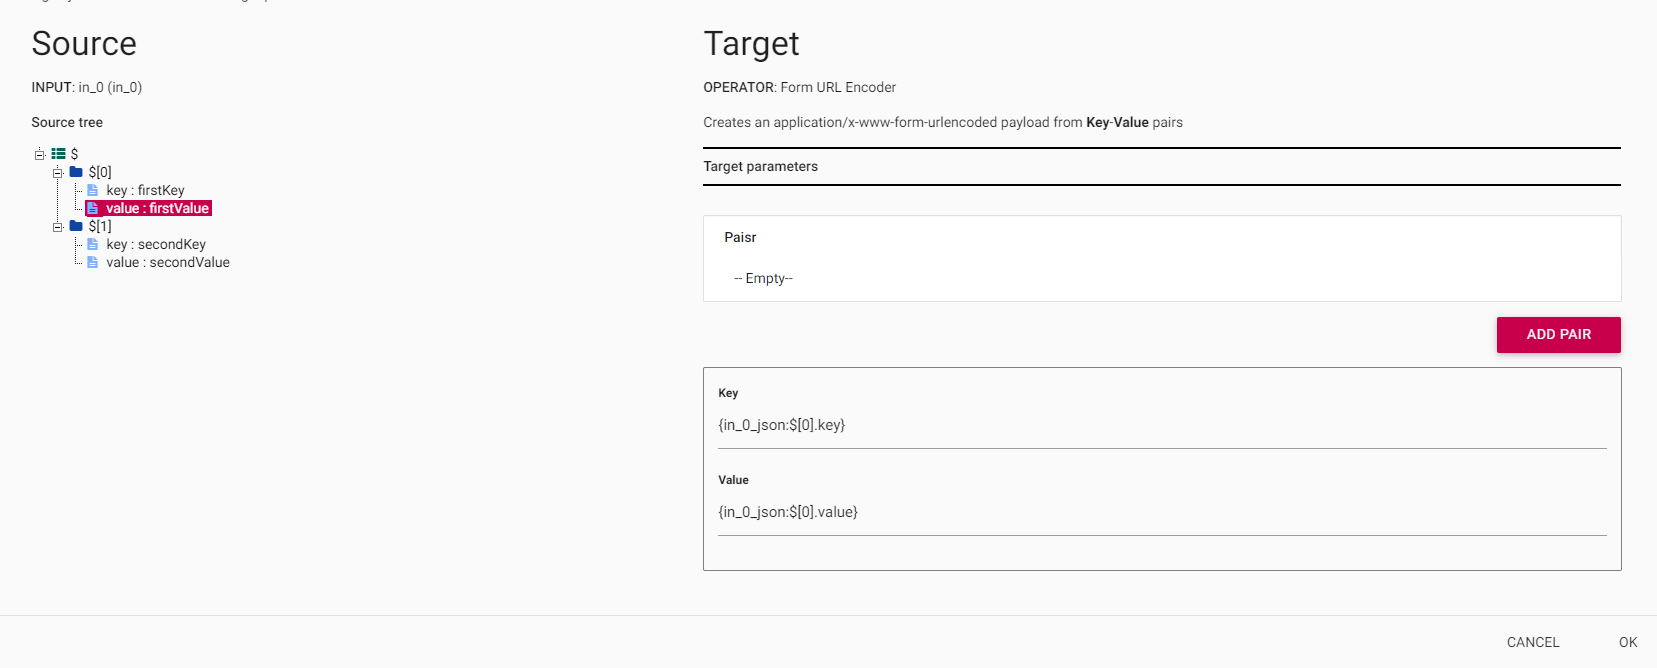 Source
INPUT: in_0 (in_0)
Source tree
$
$[0]
key : firstKey
value : firstValue
$[1]
key : secondKey
value : secondValue
Target
OPERATOR: Form URL Encoder
Creates an application/x-www-form-urlencoded payload from Key-Value pairs
Target parameters
Paisr
-- Empty--
ADD PAIR
Key
{in_0_json:$[0].key}
Value
{in_0_json:$[0].value}
CANCEL
OK